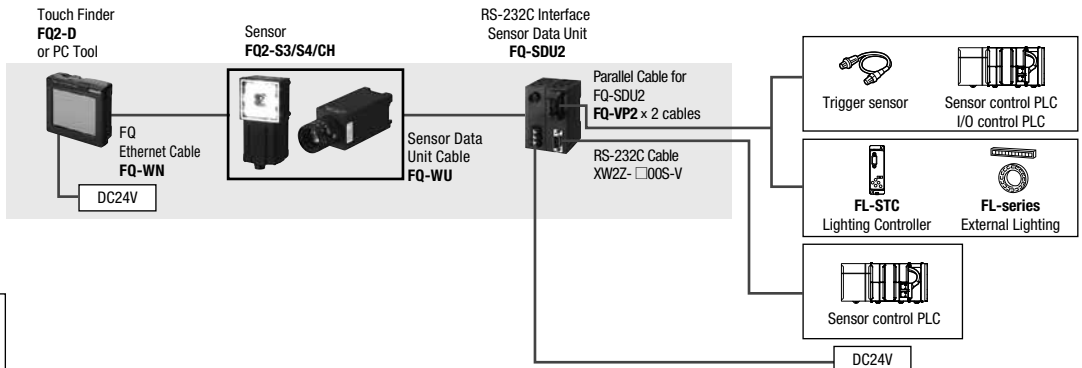 Touch Finder
FQ2-D
or PC Tool
Sensor
FQ2-S3/S4/CH
RS-232C Interface
Sensor Data Unit
FQ-SDU2
FQ
Ethernet Cable
FQ-WN
DC24V
Sensor Data
Unit Cable
FQ-WU
Parallel Cable for
FQ-SDU2
FQ-VP2 × 2 cables
RS-232C Cable
XW2Z- □00S-V
Trigger sensor
Sensor control PLC
I/O control PLC
FL-STC
Lighting Controller
FL-series
External Lighting
Sensor control PLC
DC24V